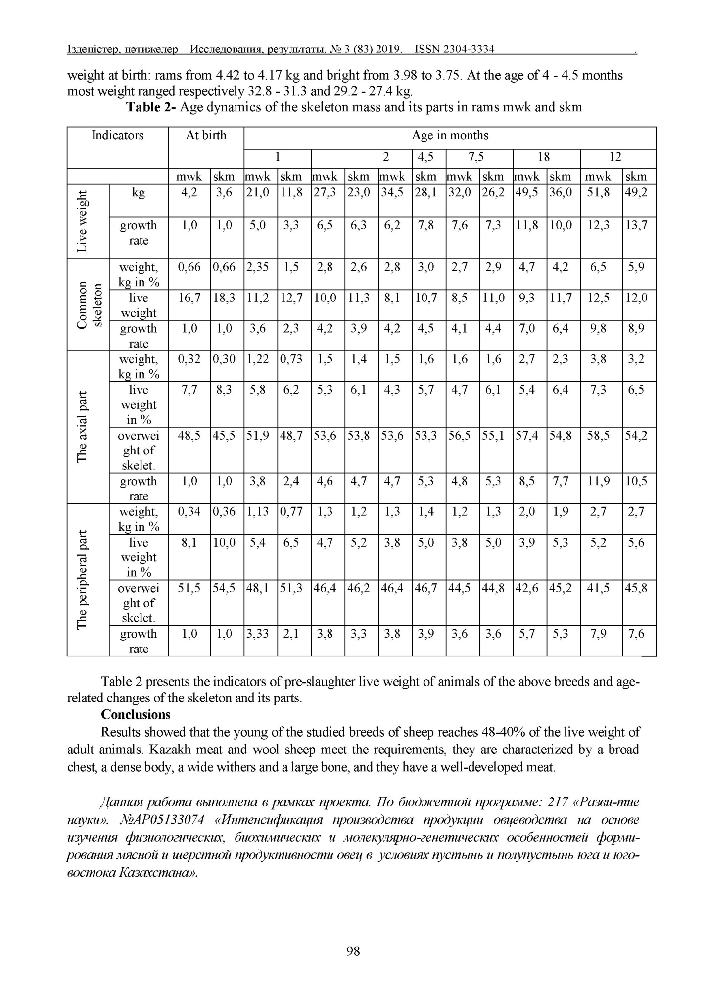 Ізденістер, нәтижелер – Исследования, результаты. № 3 (83) 2019. ISSN 2304-3334 .
weight at birth: rams from 4.42 to 4.17 kg and bright from 3.98 to 3.75. At the age of 4 - 4.5 months
most weight ranged respectively 32.8 - 31.3 and 29.2 - 27.4 kg.
Table 2- Age dynamics of the skeleton mass and its parts in rams mwk and skm
Indicators At birth Age in months
1 2 4,5 7,5 18 12
mwk skm mwk skm mwk skm mwk skm mwk skm mwk skm mwk skm
Live weight
kg 4,2 3,6 21,0 11,8 27,3 23,0 34,5 28,1 32,0 26,2 49,5 36,0 51,8 49,2
growth 1,0 1,0 5,0 3,3 6,5 6,3 6,2 7,8 7,6 7,3 11,8 10,0 12,3 13,7
rate
Common
skeleton
weight, 0,66 0,66 2,35 1,5 2,8 2,6 2,8 3,0 2,7 2,9 4,7 4,2 6,5 5,9
kg in %
live 16,7 18,3 11,2 12,7 10,0 11,3 8,1 10,7 8,5 11,0 9,3 11,7 12,5 12,0
weight
growth 1,0 1,0 3,6 2,3 4,2 3,9 4,2 4,5 4,1 4,4 7,0 6,4 9,8 8,9
rate
The axial part
weight, 0,32 0,30 1,22 0,73 1,5 1,4 1,5 1,6 1,6 1,6 2,7 2,3 3,8 3,2
kg in %
live 7,7 8,3 5,8 6,2 5,3 6,1 4,3 5,7 4,7 6,1 5,4 6,4 7,3 6,5
weight
in %
overwei 48,5 45,5 51,9 48,7 53,6 53,8 53,6 53,3 56,5 55,1 57,4 54,8 58,5 54,2
ght of
skelet.
growth 1,0 1,0 3,8 2,4 4,6 4,7 4,7 5,3 4,8 5,3 8,5 7,7 11,9 10,5
rate
The peripheral part
weight, 0,34 0,36 1,13 0,77 1,3 1,2 1,3 1,4 1,2 1,3 2,0 1,9 2,7 2,7
kg in %
live 8,1 10,0 5,4 6,5 4,7 5,2 3,8 5,0 3,8 5,0 3,9 5,3 5,2 5,6
weight
in %
overwei 51,5 54,5 48,1 51,3 46,4 46,2 46,4 46,7 44,5 44,8 42,6 45,2 41,5 45,8
ght of
skelet.
growth 1,0 1,0 3,33 2,1 3,8 3,3 3,8 3,9 3,6 3,6 5,7 5,3 7,9 7,6
rate
Table 2 presents the indicators of pre-slaughter live weight of animals of the above breeds and age-
related changes of the skeleton and its parts.
Conclusions
Results showed that the young of the studied breeds of sheep reaches 48-40% of the live weight of
adult animals. Kazakh meat and wool sheep meet the requirements, they are characterized by a broad
chest, a dense body, a wide withers and a large bone, and they have a well-developed meat.
Данная работа выполнена в рамках проекта. По бюджетной программе: 217 «Разви-тие
науки». №АР05133074 «Интенсификация производства продукции овцеводства на основе
изучения физиологических, биохимических и молекулярно-генетических особенностей форми-
рования мясной и шерстной продуктивности овец в условиях пустынь и полупустынь юга и юго-
востока Казахстана».
98